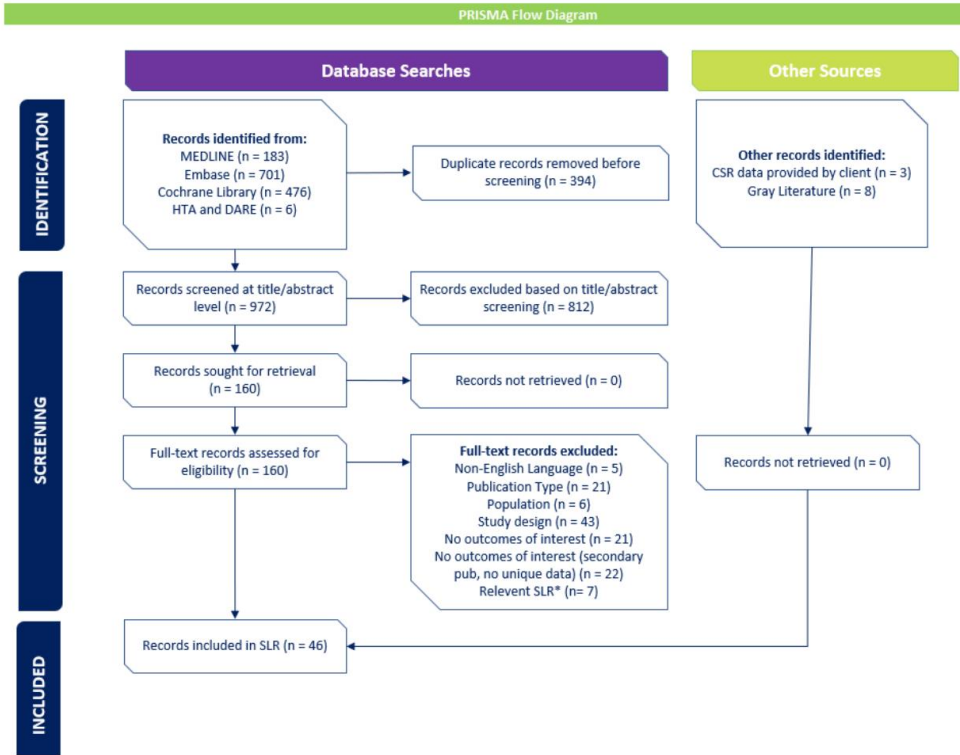 PRISMA Flow Diagram
Database Searches
Other Sources
IDENTIFICATION
Records identified from:
MEDLINE (n = 183)
Embase (n = 701)
Cochrane Library (n = 476)
HTA and DARE (n = 6)
Duplicate records removed before
screening (n = 394)
Other records identified:
CSR data provided by client (n = 3)
Gray Literature (n = 8)
SCREENING
Records screened at title/abstract
level (n = 972)
Records excluded based on title/abstract
screening (n = 812)
Records sought for retrieval
(n = 160)
Records not retrieved (n = 0)
Full-text records assessed for
eligibility (n = 160)
Full-text records excluded:
Non-English Language (n = 5)
Publication Type (n = 21)
Population (n = 6)
Study design (n = 43)
No outcomes of interest (n = 21)
No outcomes of interest (secondary
pub, no unique data) (n = 22)
Relevent SLR* (n= 7)
Records not retrieved (n = 0)
INCLUDED
Records included in SLR (n = 46)